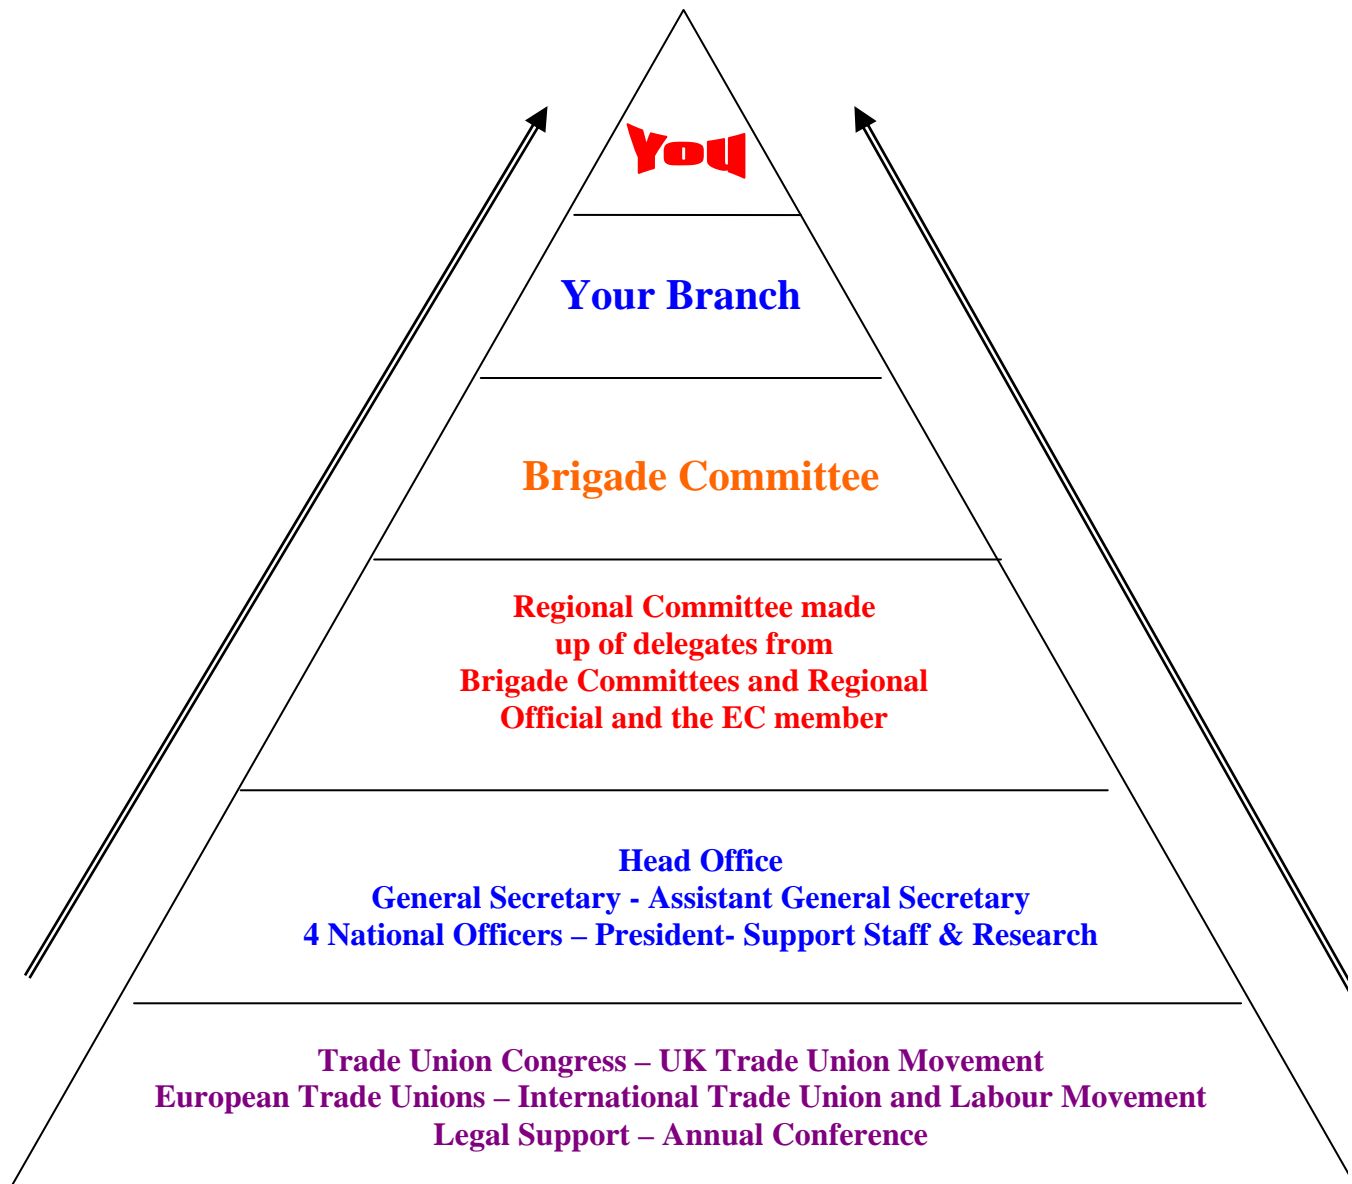 You
Your Branch
Brigade Committee
Regional Committee made
up of delegates from
Brigade Committees and Regional
Official and the EC member
Head Office
General Secretary - Assistant General Secretary
4 National Officers – President- Support Staff & Research
Trade Union Congress – UK Trade Union Movement
European Trade Unions – International Trade Union and Labour Movement
Legal Support – Annual Conference